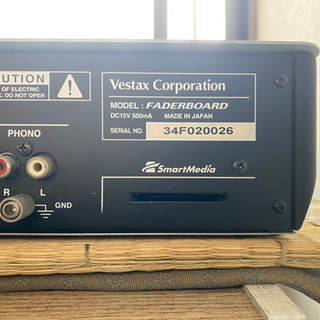 CAUTION
OF ELECTRIC
DO NOT OPEN
Vestax Corporation
MODEL: FADERBOARD
DC15V 500mA MADE IN JAPAN
SERIAL NO. 34F020026
PHONO
SmartMedia
R L
GND